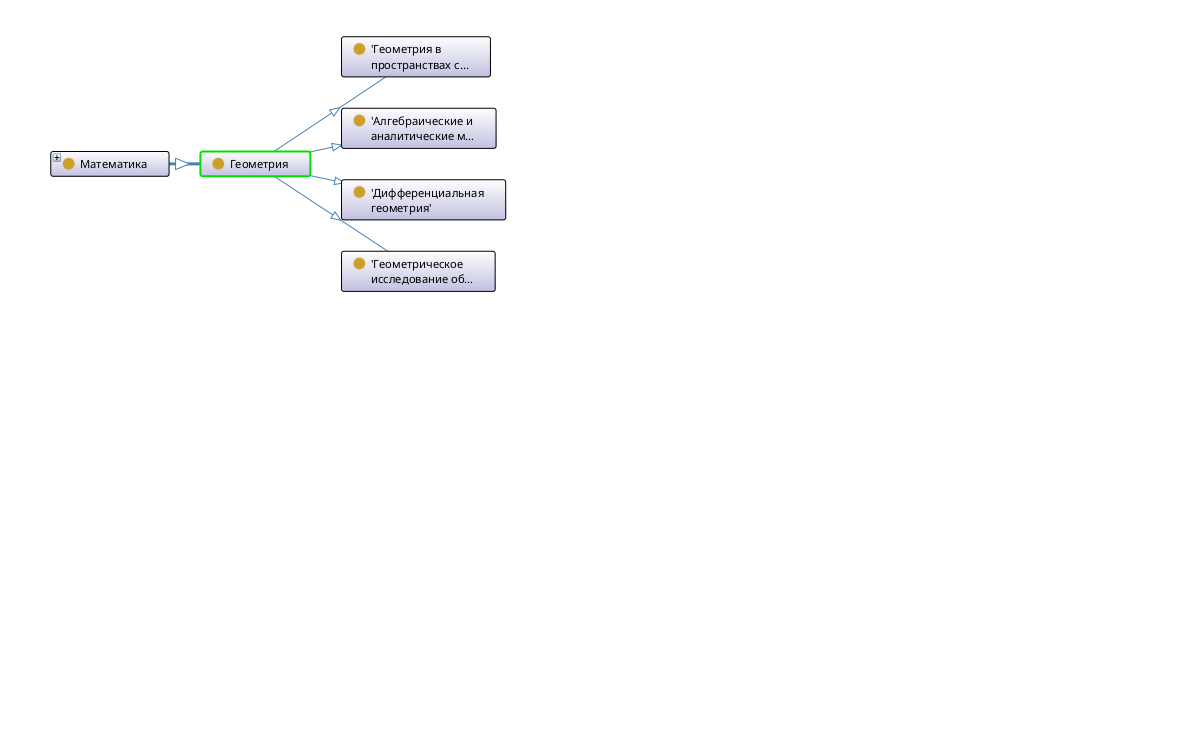 'Геометрия в
пространствах с...
'Алгебраические и
аналитические м...
Математика
Геометрия
'Дифференциальная
геометрия'
'Геометрическое
исследование об...